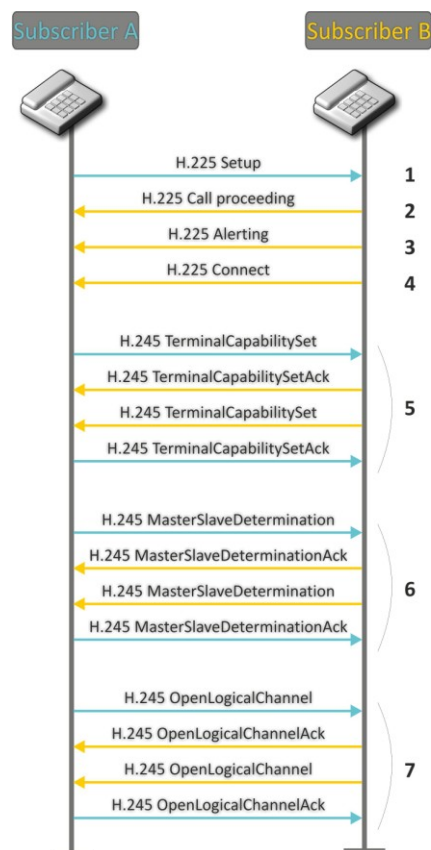 Subscriber A
Subscriber B
H.225 Setup
1
H.225 Call proceeding
2
H.225 Alerting
3
H.225 Connect
4
H.245 TerminalCapabilitySet
H.245 TerminalCapabilitySetAck
5
H.245 TerminalCapabilitySet
H.245 TerminalCapabilitySetAck
H.245 MasterSlaveDetermination
H.245 MasterSlaveDeterminationAck
6
H.245 MasterSlaveDetermination
H.245 MasterSlaveDeterminationAck
H.245 OpenLogicalChannel
H.245 OpenLogicalChannelAck
7
H.245 OpenLogicalChannel
H.245 OpenLogicalChannelAck